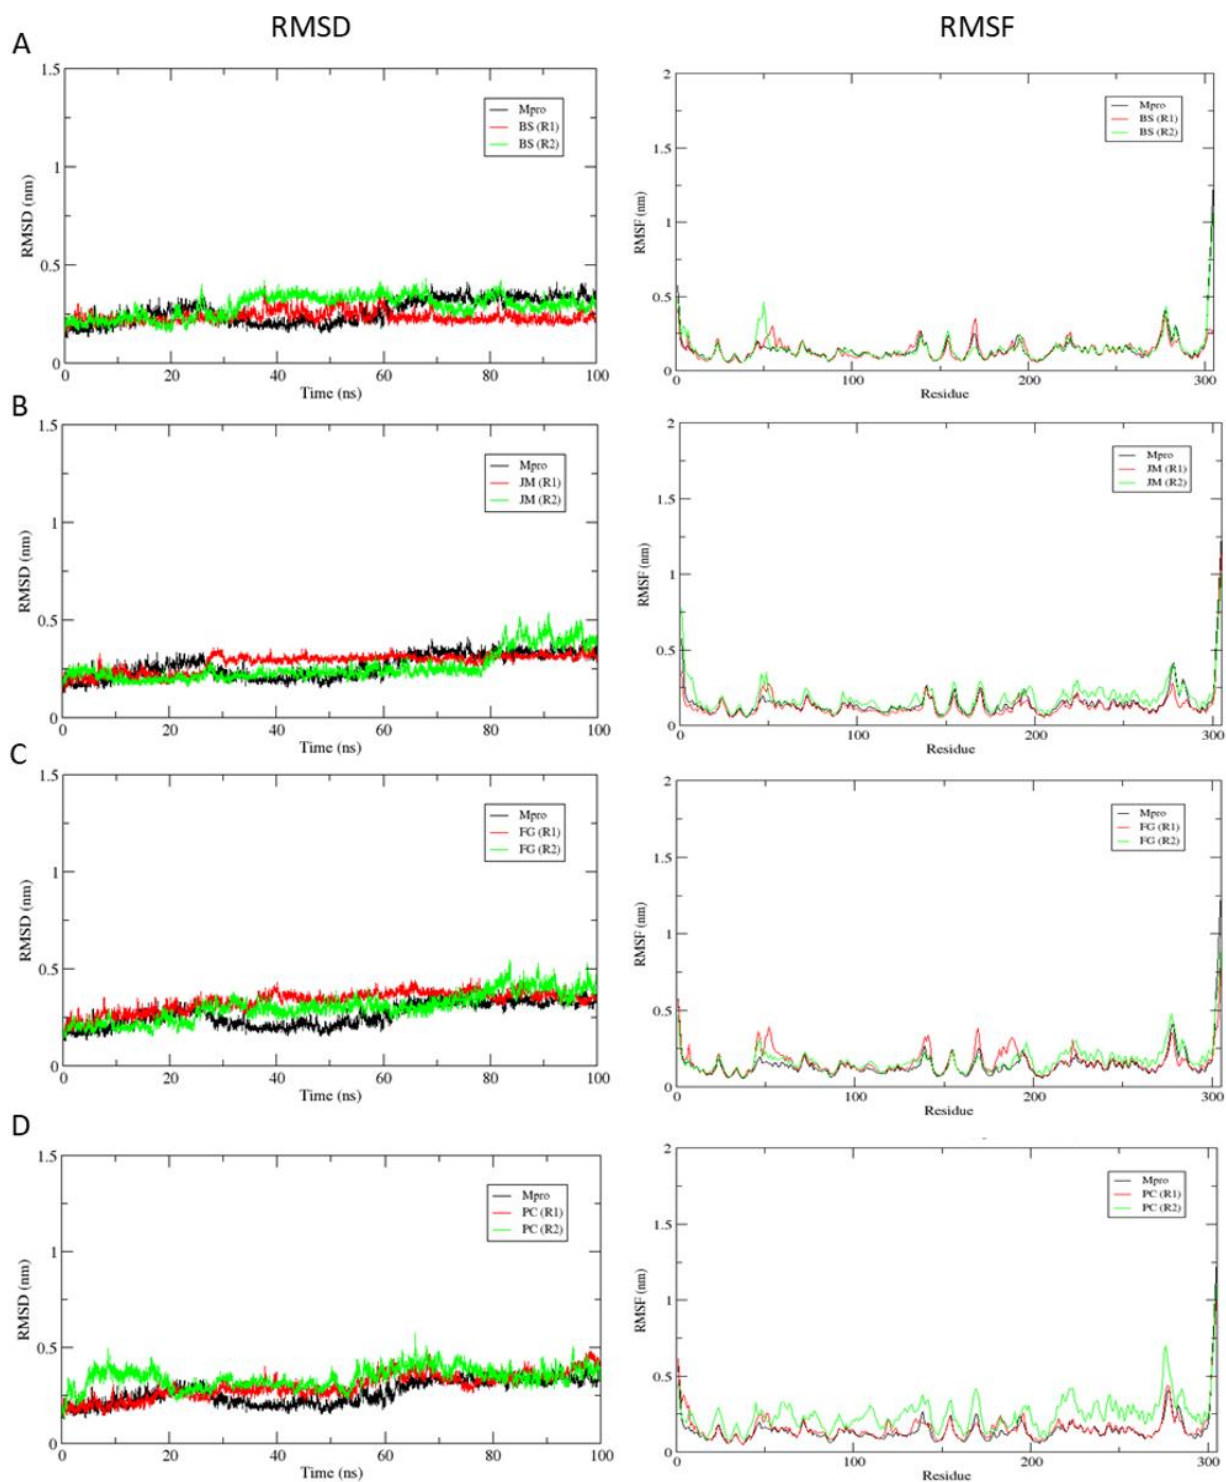 RMSD
RMSF
A
1.5
1
0.5
0
RMSD (nm)
0 20 40 60 80 100
Time (ns)
Mpro
BS (R1)
BS (R2)
2
1.5
1
0.5
0
RMSF (nm)
0 100 200 300
Residue
Mpro
BS (R1)
BS (R2)
B
1.5
1
0.5
0
RMSD (nm)
0 20 40 60 80 100
Time (ns)
Mpro
JM (R1)
JM (R2)
2
1.5
1
0.5
0
RMSF (nm)
0 100 200 300
Residue
Mpro
JM (R1)
JM (R2)
C
1.5
1
0.5
0
RMSD (nm)
0 20 40 60 80 100
Time (ns)
Mpro
FG (R1)
FG (R2)
2
1.5
1
0.5
0
RMSF (nm)
0 100 200 300
Residue
Mpro
FG (R1)
FG (R2)
D
1.5
1
0.5
0
RMSD (nm)
0 20 40 60 80 100
Time (ns)
Mpro
PC (R1)
PC (R2)
2
1.5
1
0.5
0
RMSF (nm)
0 100 200 300
Residue
Mpro
PC (R1)
PC (R2)